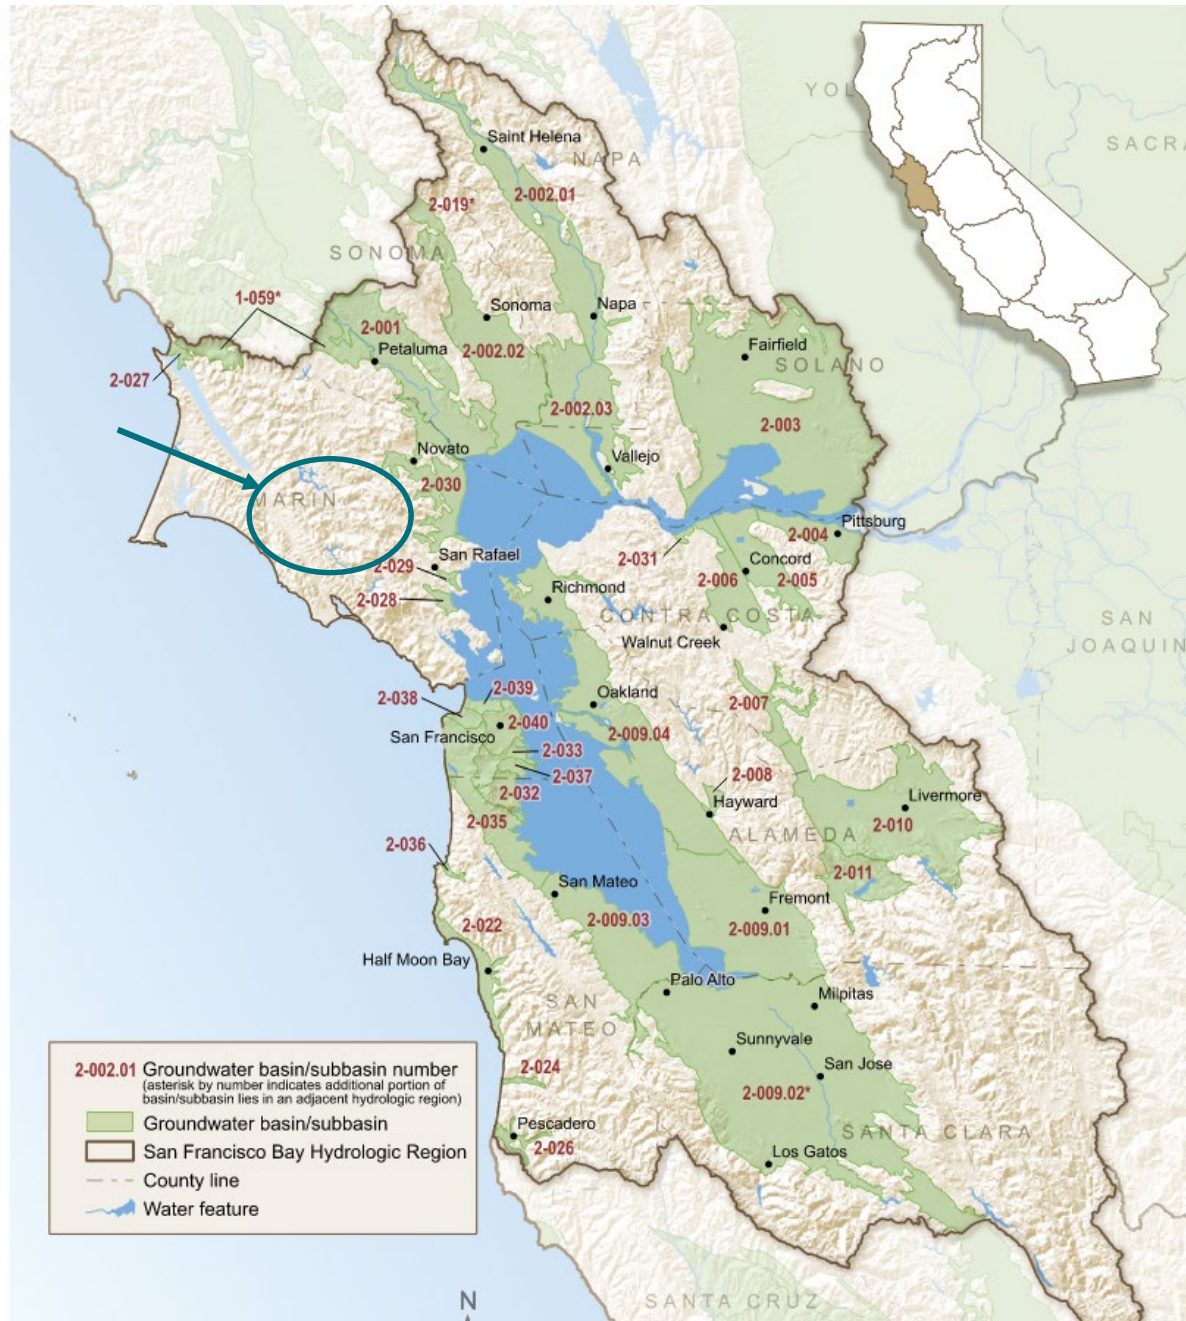 YOL
SACRA
Saint Helena
NAPA
2-002.01
2-019*
SONOMA
1-059*
2-001
Sonoma
Napa
Petaluma
2-002.02
Fairfield
SOLANO
2-027
2-002.03
2-003
Novato
Vallejo
2-030
MARIN
2-004
Pittsburg
San Rafael
2-031
Concord
2-029
2-006
2-005
Richmond
2-028
CONTRA COSTA
SAN
JOAQUIN
Walnut Creek
2-039
2-038
Oakland
2-007
2-040
San Francisco
2-009.04
2-033
2-037
2-008
2-032
Hayward
Livermore
2-035
ALAMEDA
2-010
2-036
2-011
San Mateo
Fremont
2-009.03
2-009.01
2-022
Half Moon Bay
Palo Alto
Milpitas
SAN
MATEO
Sunnyvale
San Jose
2-024
2-009.02*
Pescadero
SANTA CLARA
2-026
Los Gatos
2-002.01 Groundwater basin/subbasin number
(asterisk by number indicates additional portion of
basin/subbasin lies in an adjacent hydrologic region)
Groundwater basin/subbasin
San Francisco Bay Hydrologic Region
County line
Water feature
N
SANTA CRUZ